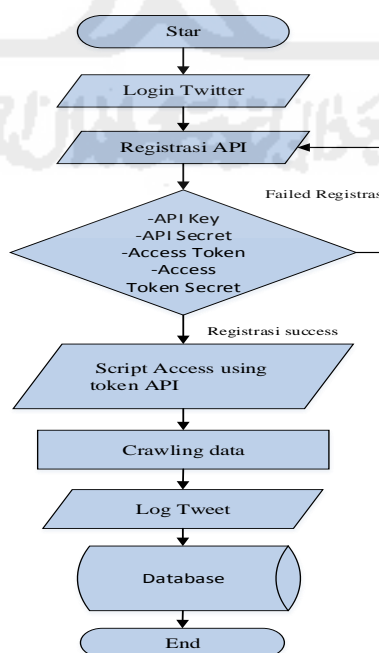 Star
Login Twitter
Registrasi API
Failed Registras
-API Key
-API Secret
-Access Token
-Access
Token Secret
Registrasi success
Script Access using
token API
Crawling data
Log Tweet
Database
End